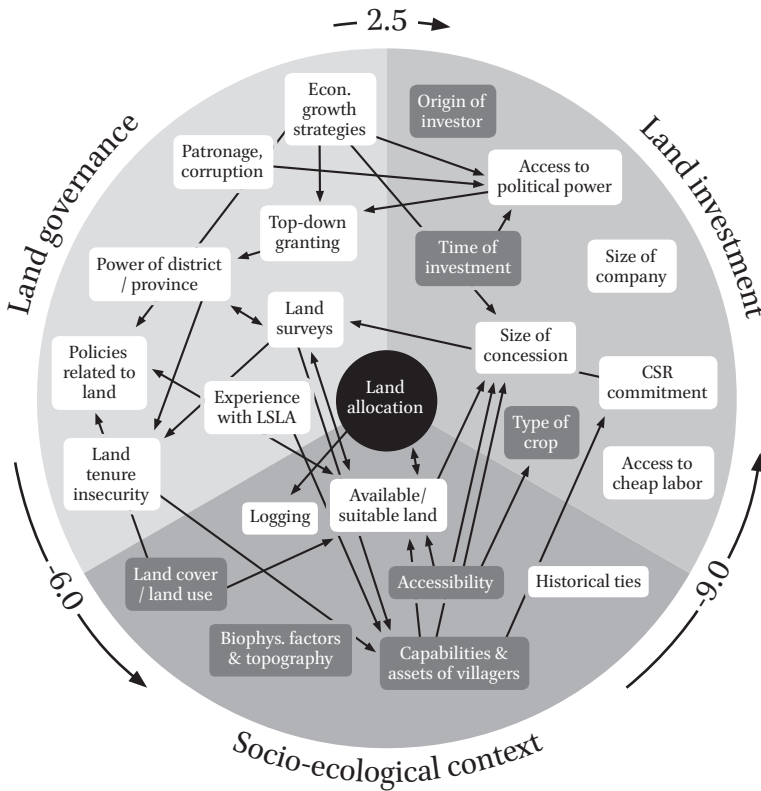 2.5
Land governance
Land investment
Econ.
growth
strategies
Origin of
investor
Patronage,
corruption
Access to
political power
Top-down
granting
Time of
investment
Size of
company
Power of district
/ province
Land
surveys
Size of
concession
Policies
related to
land
CSR
commitment
Experience
with LSLA
Land
allocation
Type of
crop
Land
tenure
insecurity
Access to
cheap labor
Available/
suitable land
Logging
Land cover
/ land use
Accessibility
Historical ties
-6.0
-9.0
Biophys. factors
& topography
Capabilities &
assets of villagers
Socio-ecological context